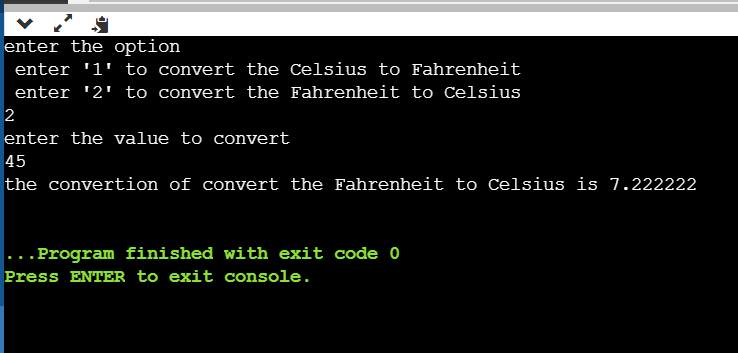 enter the option
enter '1' to convert the Celsius to Fahrenheit
enter '2' to convert the Fahrenheit to Celsius
2
enter the value to convert
45
the convertion of convert the Fahrenheit to Celsius is 7.222222
...Program finished with exit code 0
Press ENTER to exit console.